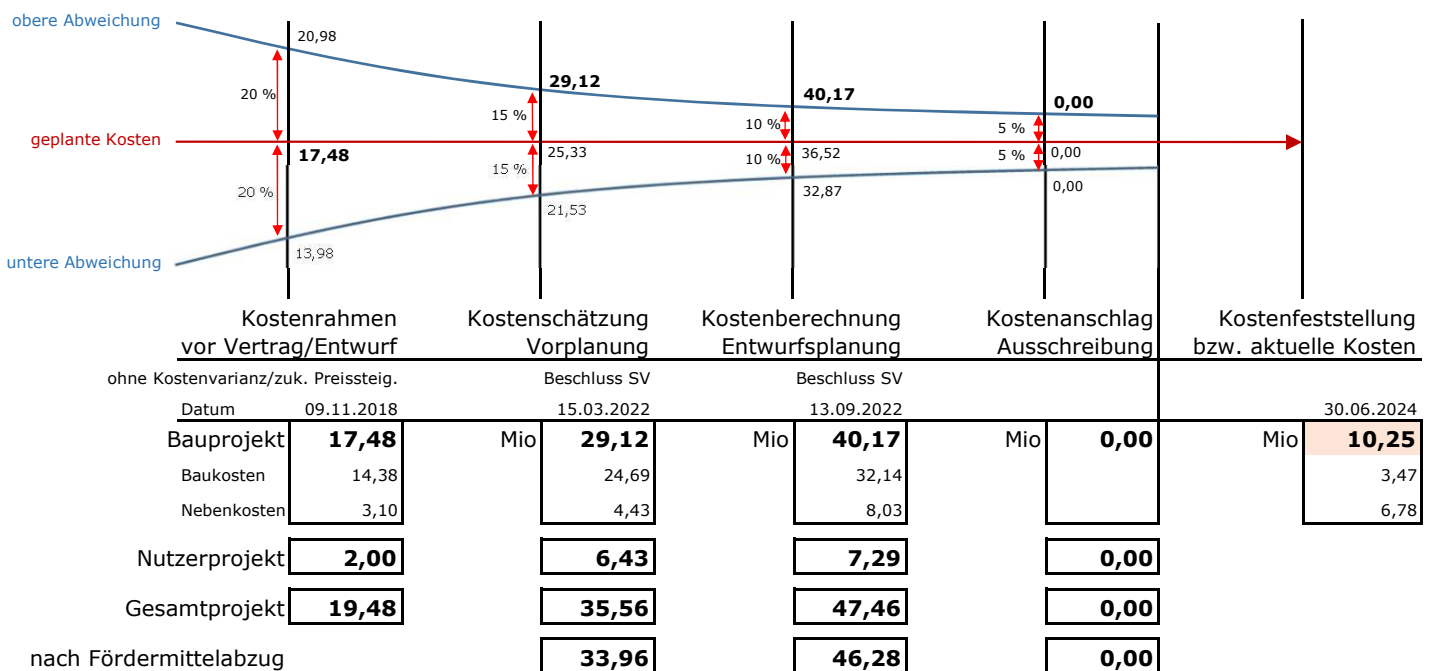 obere Abweichung
20,98
20 %
29,12
15 %
40,17
10 %
0,00
5 %
geplante Kosten
17,48
25,33
36,52
0,00
20 %
15 %
10 %
5 %
13,98
21,53
32,87
0,00
untere Abweichung
Kostenrahmen Kostenschätzung Kostenberechnung Kostenanschlag Kostenfeststellung
vor Vertrag/Entwurf Vorplanung Entwurfsplanung Ausschreibung bzw. aktuelle Kosten
ohne Kostenvarianz/zuk. Preissteig. Beschluss SV Beschluss SV
Datum 09.11.2018 15.03.2022 13.09.2022 30.06.2024
Bauprojekt 17,48 Mio 29,12 Mio 40,17 Mio 0,00 Mio 10,25
Baukosten 14,38 24,69 32,14 3,47
Nebenkosten 3,10 4,43 8,03 6,78
Nutzerprojekt 2,00 6,43 7,29 0,00
Gesamtprojekt 19,48 35,56 47,46 0,00
nach Fördermittelabzug 33,96 46,28 0,00